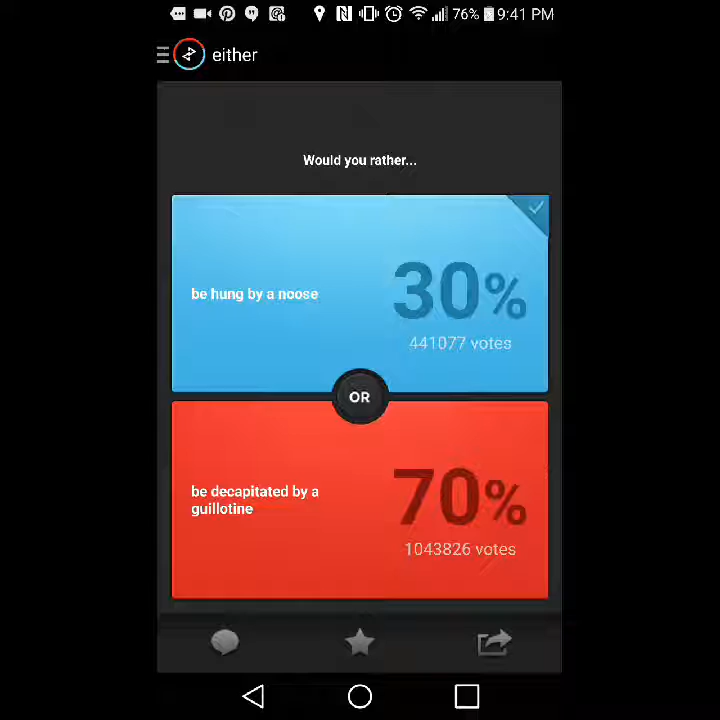 76% 9:41 PM
either
Would you rather...
be hung by a noose
30%
441077 votes
OR
be decapitated by a
guillotine
70%
1043826 votes